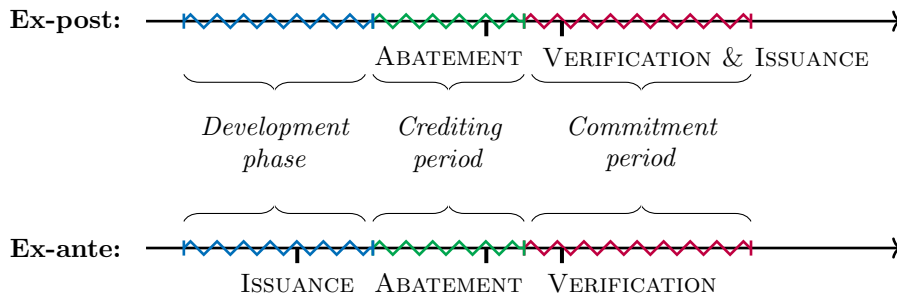 Ex-post:
ABATEMENT VERIFICATION & ISSUANCE
Development phase
Crediting period
Commitment period
Ex-ante:
ISSUANCE ABATEMENT VERIFICATION